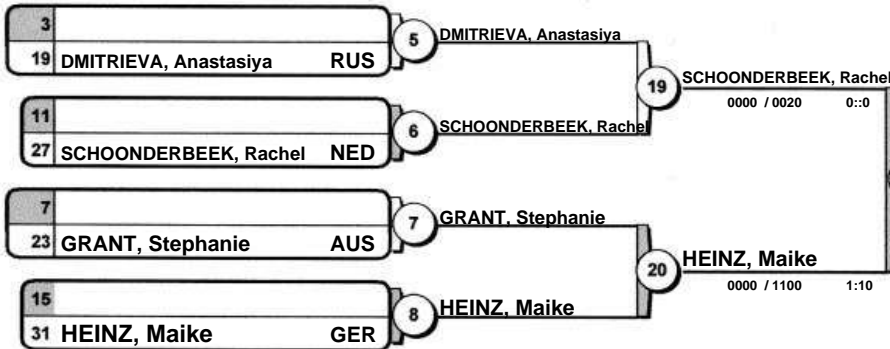 3
19 DMITRIEVA, Anastasiya RUS
5
DMITRIEVA, Anastasiya
11
27 SCHOONDERBEEK, Rachel NED
6
SCHOONDERBEEK, Rachel
19
SCHOONDERBEEK, Rachel
0000 / 0020 0::0
7
23 GRANT, Stephanie AUS
7
GRANT, Stephanie
15
31 HEINZ, Maike GER
8
HEINZ, Maike
20
HEINZ, Maike
0000 / 1100 1:10